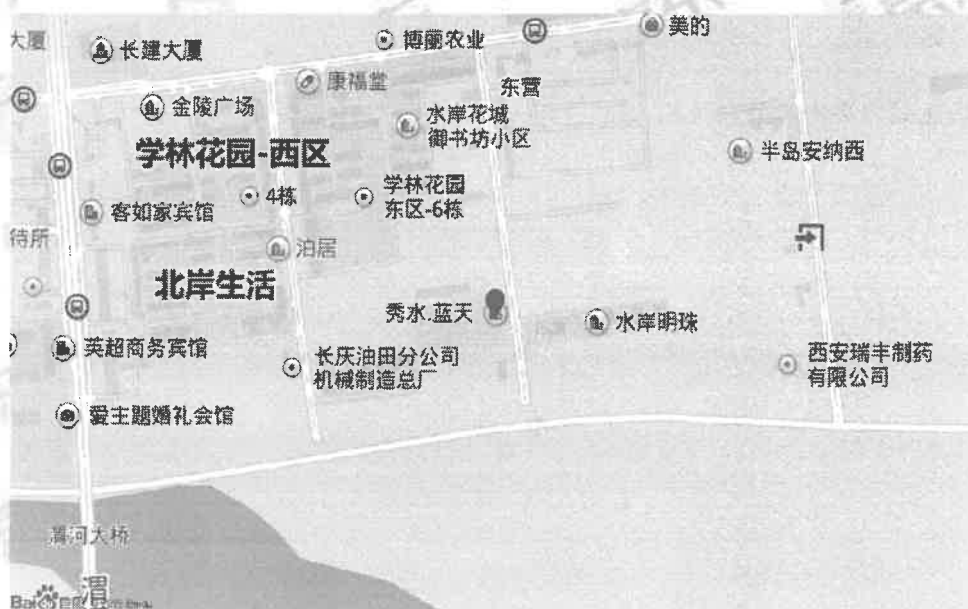 大厦
长建大厦
博丽农业
美的
康福堂
东营
金陵广场
水岸花城
御书坊小区
学林花园-西区
半岛安纳西
4栋
学林花园
东区-6栋
客如家宾馆
待所
泊居
北岸生活
秀水.蓝天
水岸明珠
英超商务宾馆
长庆油田分公司
机械制造总厂
西安瑞丰制药
有限公司
爱主题婚礼会馆
渭河大桥
渭